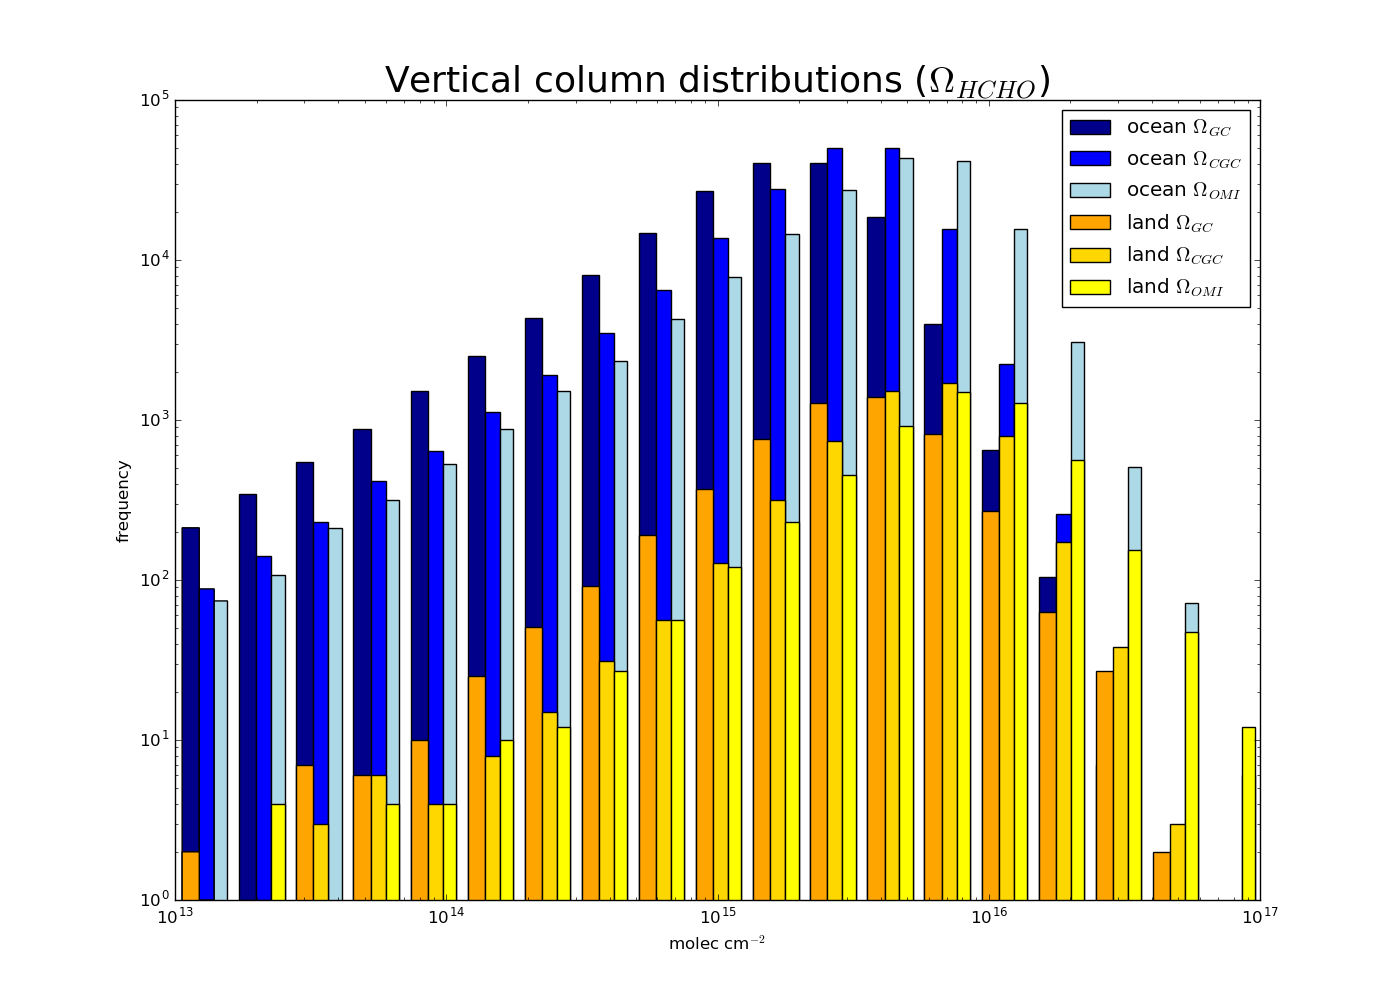 Vertical column distributions (Ω_HCHO)
10^5
10^4
10^3
10^2
10^1
10^0
frequency
10^13 10^14 10^15 10^16 10^17
molec cm^−2
ocean Ω_GC
ocean Ω_CGC
ocean Ω_OMI
land Ω_GC
land Ω_CGC
land Ω_OMI